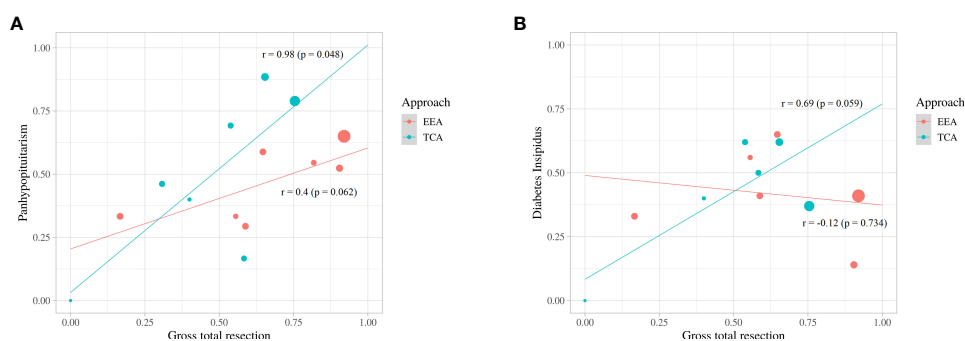 A
r = 0.98 (p = 0.048)
r = 0.4 (p = 0.062)
Panhypopituitarism
1.00
0.75
0.50
0.25
0.00
0.00 0.25 0.50 0.75 1.00
Gross total resection
Approach
EEA
TCA
B
r = 0.69 (p = 0.059)
r = -0.12 (p = 0.734)
Diabetes Insipidus
1.00
0.75
0.50
0.25
0.00
0.00 0.25 0.50 0.75 1.00
Gross total resection
Approach
EEA
TCA